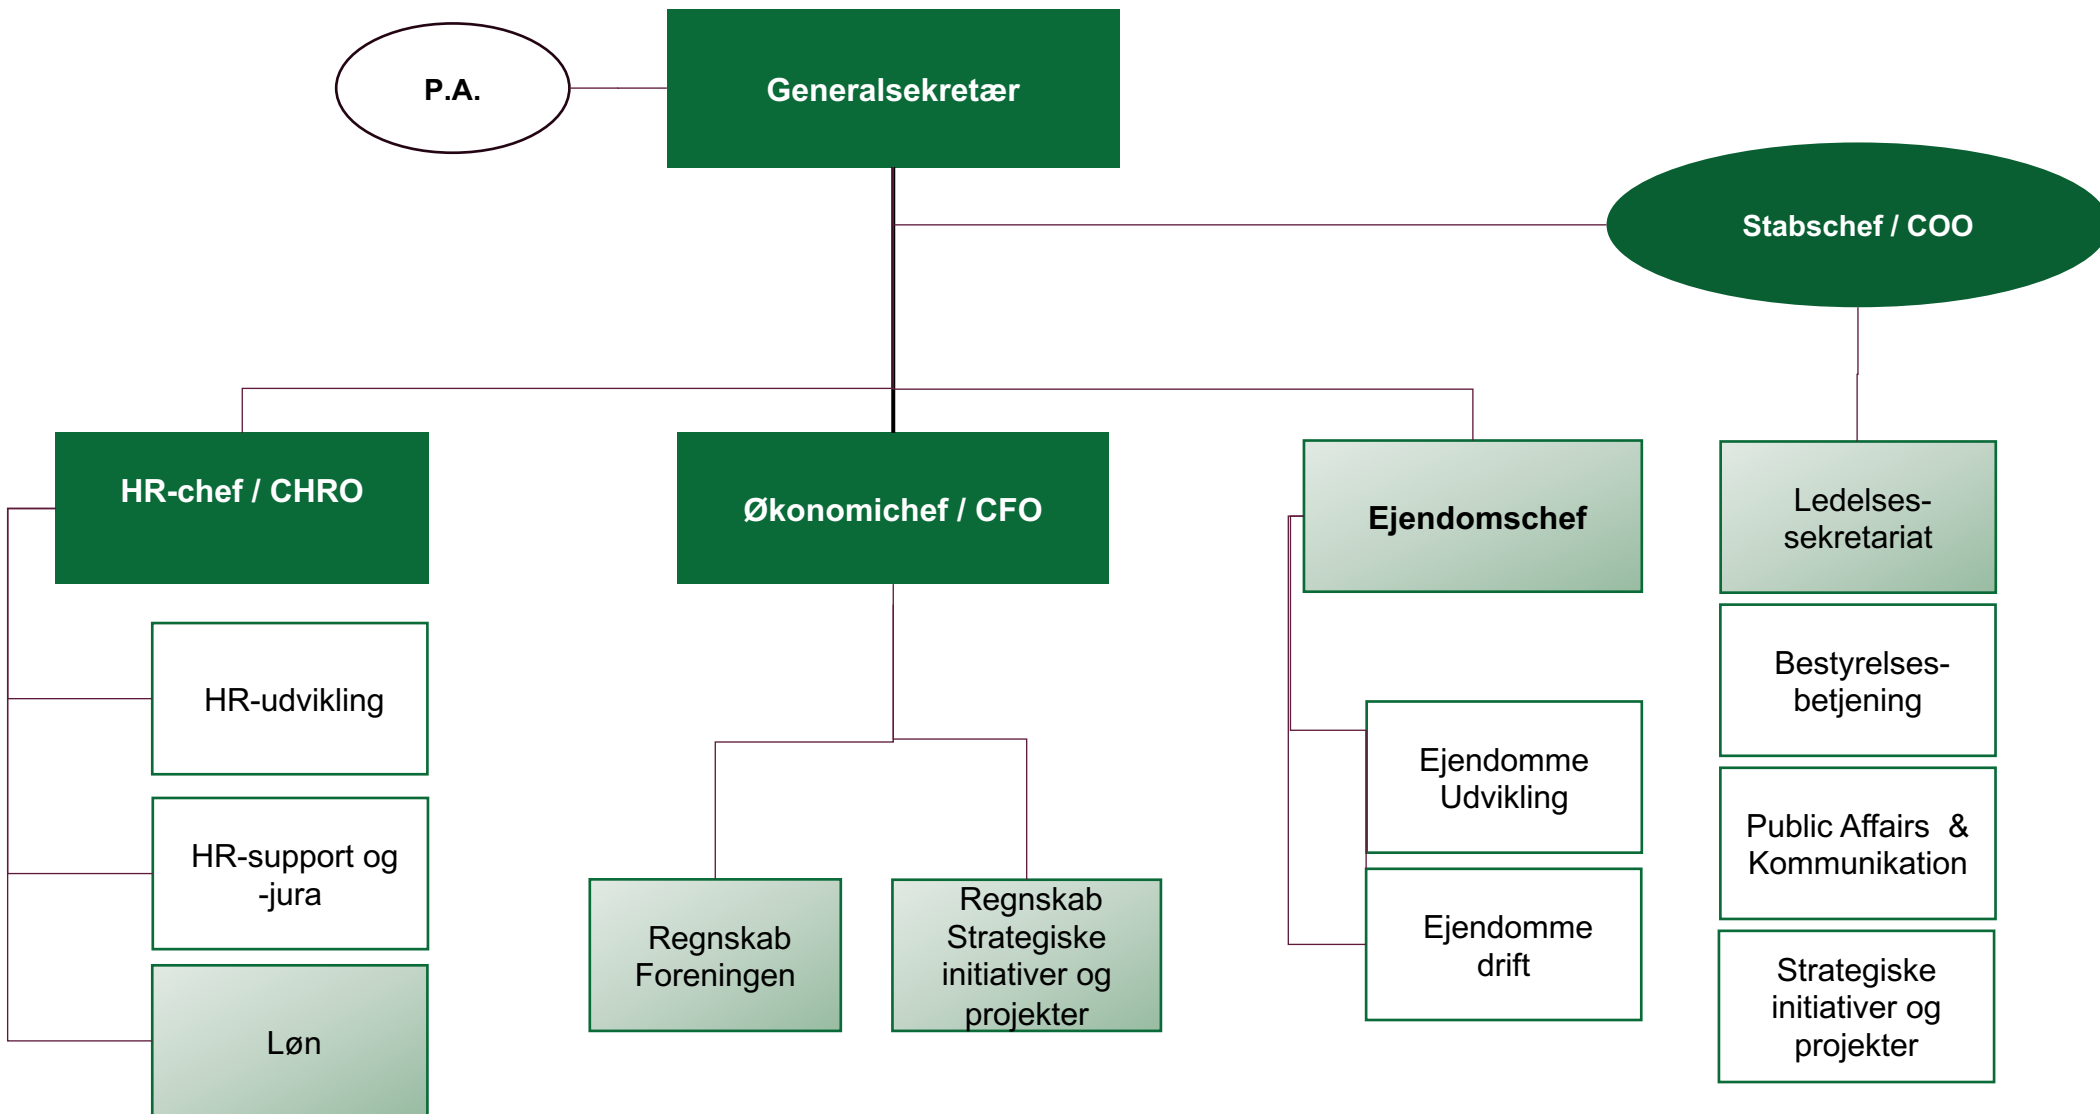 P.A.
Generalsekretær
Stabschef / COO
HR-chef / CHRO
Økonomichef / CFO
Ejendomschef
Ledelses-
sekretariat
HR-udvikling
HR-support og
-jura
Løn
Regnskab
Foreningen
Regnskab
Strategiske
initiativer og
projekter
Ejendomme
Udvikling
Ejendomme
drift
Bestyrelses-
betjening
Public Affairs  &
Kommunikation
Strategiske
initiativer og
projekter